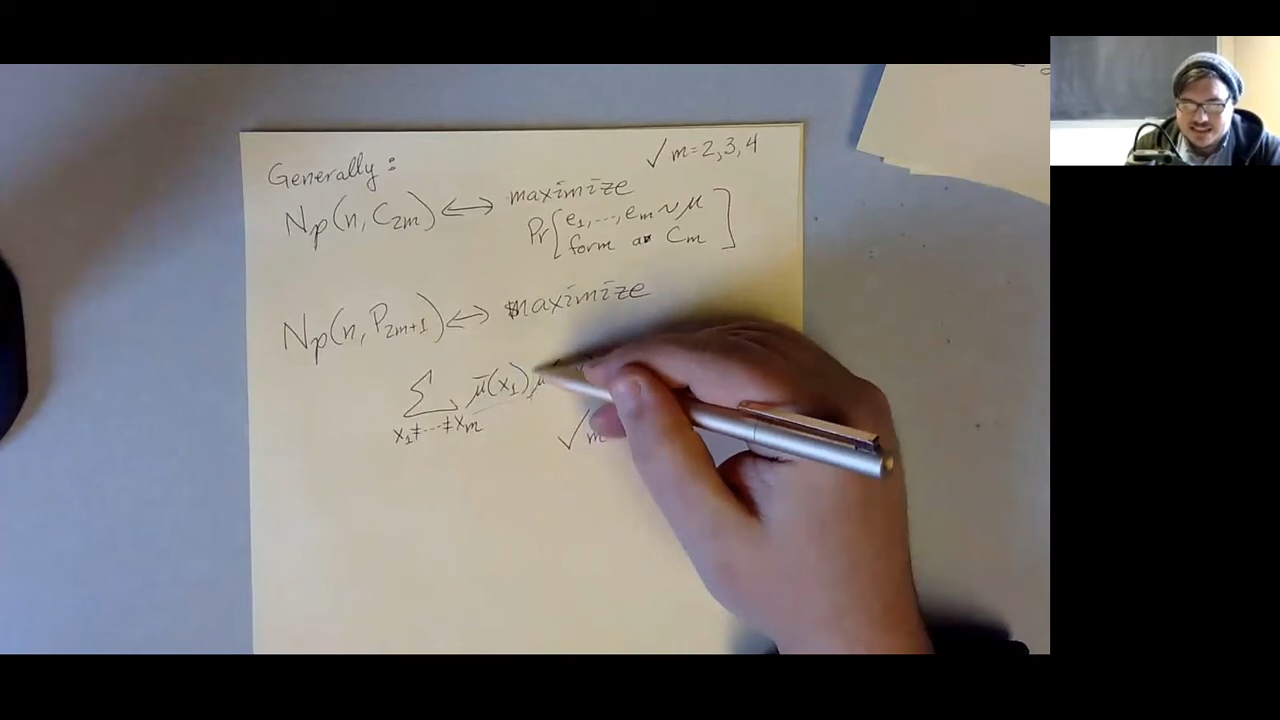 Generally:
√ m=2,3,4
Np(n, C2m) ↔ maximize
Pr[e1,...,em ~ μ
form a Cm]
Np(n, P2m+1) ↔ maximize
Σ μ̄(x1) μ
x1≠...≠xm
√ m